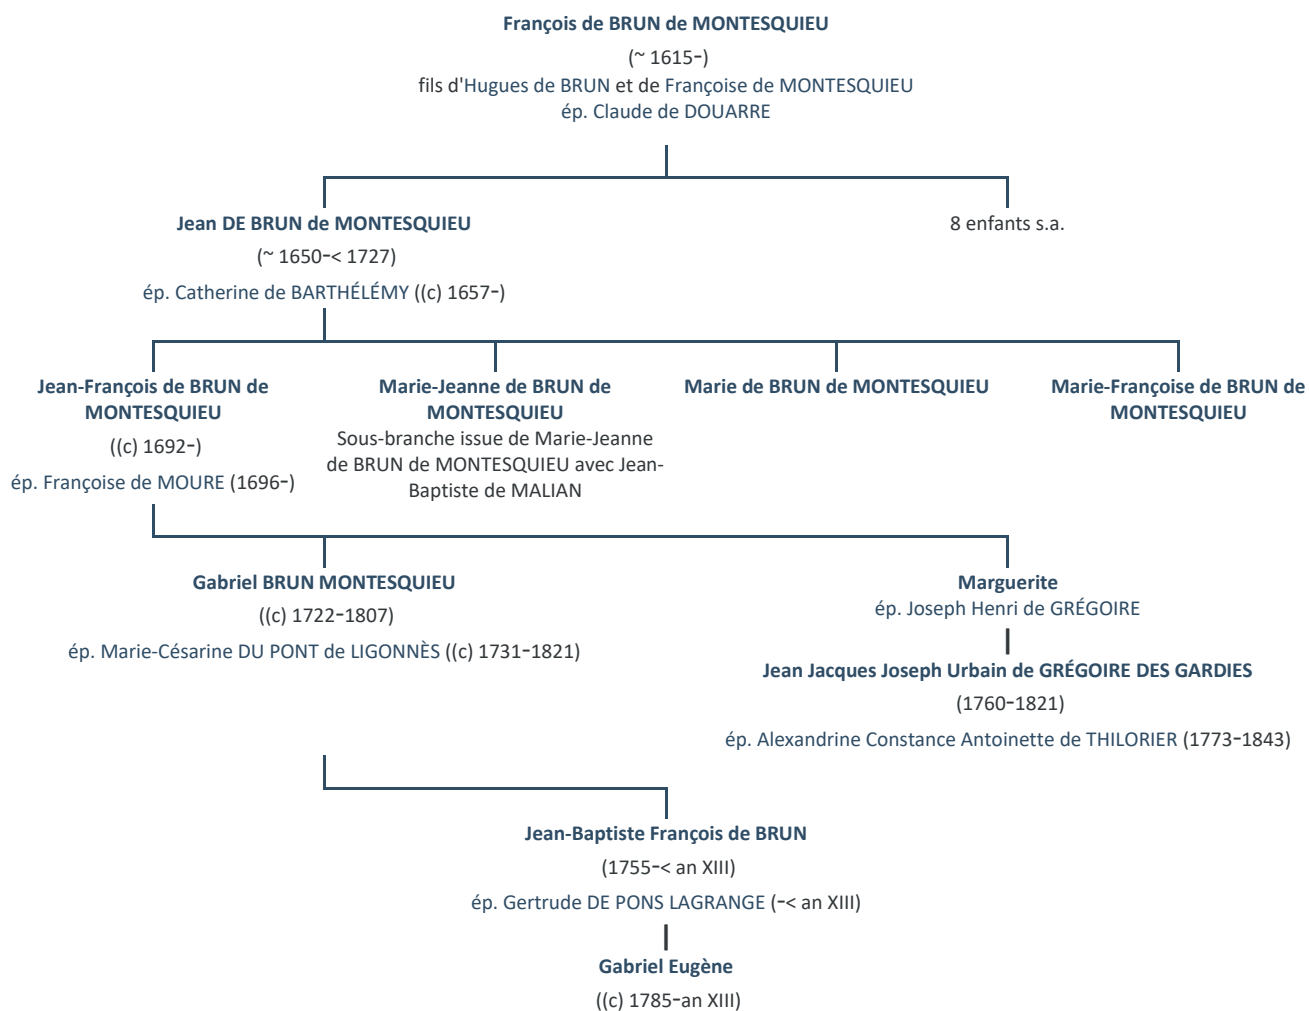 François de BRUN de MONTESQUIEU
(~ 1615-)
fils d'Hugues de BRUN et de Françoise de MONTESQUIEU
ép. Claude de DOUARRE
Jean DE BRUN de MONTESQUIEU
(~ 1650-< 1727)
ép. Catherine de BARTHÉLÉMY ((c) 1657-)
8 enfants s.a.
Jean-François de BRUN de
MONTESQUIEU
((c) 1692-)
ép. Françoise de MOURE (1696-)
Marie-Jeanne de BRUN de
MONTESQUIEU
Sous-branche issue de Marie-Jeanne
de BRUN de MONTESQUIEU avec Jean-
Baptiste de MALIAN
Marie de BRUN de MONTESQUIEU
Marie-Françoise de BRUN de
MONTESQUIEU
Gabriel BRUN MONTESQUIEU
((c) 1722-1807)
ép. Marie-Césarine DU PONT de LIGONNÈS ((c) 1731-1821)
Marguerite
ép. Joseph Henri de GRÉGOIRE
Jean Jacques Joseph Urbain de GRÉGOIRE DES GARDIES
(1760-1821)
ép. Alexandrine Constance Antoinette de THILORIER (1773-1843)
Jean-Baptiste François de BRUN
(1755-< an XIII)
ép. Gertrude DE PONS LAGRANGE (-< an XIII)
Gabriel Eugène
((c) 1785-an XIII)